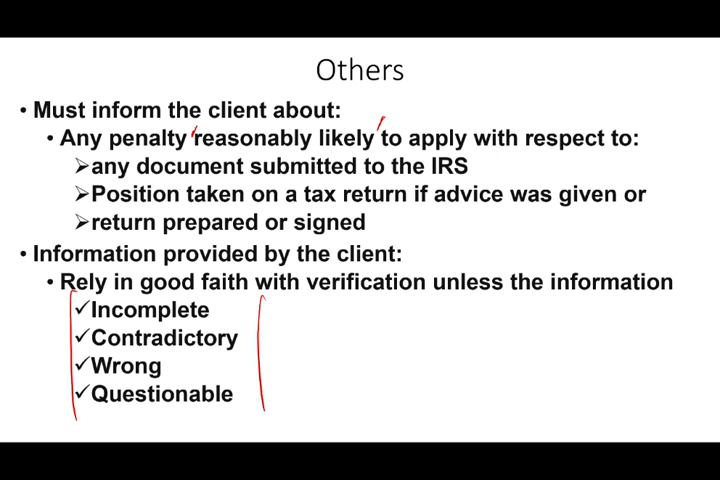 Others
• Must inform the client about:
• Any penalty 'reasonably likely' to apply with respect to:
➢any document submitted to the IRS
➢Position taken on a tax return if advice was given or
➢return prepared or signed
• Information provided by the client:
• Rely in good faith with verification unless the information
✓Incomplete
✓Contradictory
✓Wrong
✓Questionable